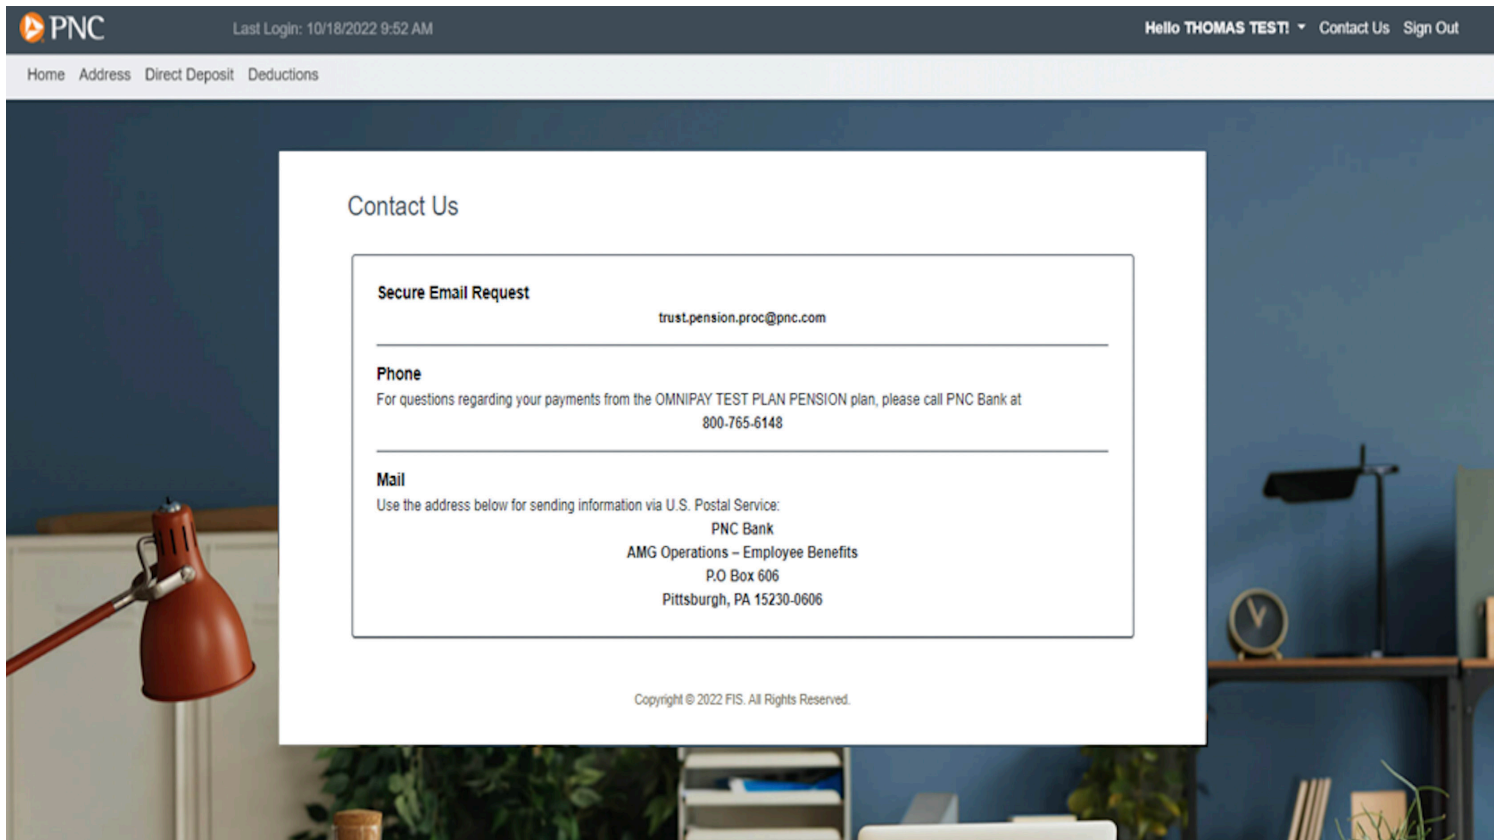 PNC
Last Login: 10/18/2022 9:52 AM
Hello THOMAS TEST!
Contact Us
Sign Out
Home
Address
Direct Deposit
Deductions
Contact Us
Secure Email Request
trust.pension.proc@pnc.com
Phone
For questions regarding your payments from the OMNIPAY TEST PLAN PENSION plan, please call PNC Bank at
800-765-6148
Mail
Use the address below for sending information via U.S. Postal Service:
PNC Bank
AMG Operations – Employee Benefits
P.O Box 606
Pittsburgh, PA 15230-0606
Copyright © 2022 FIS. All Rights Reserved.